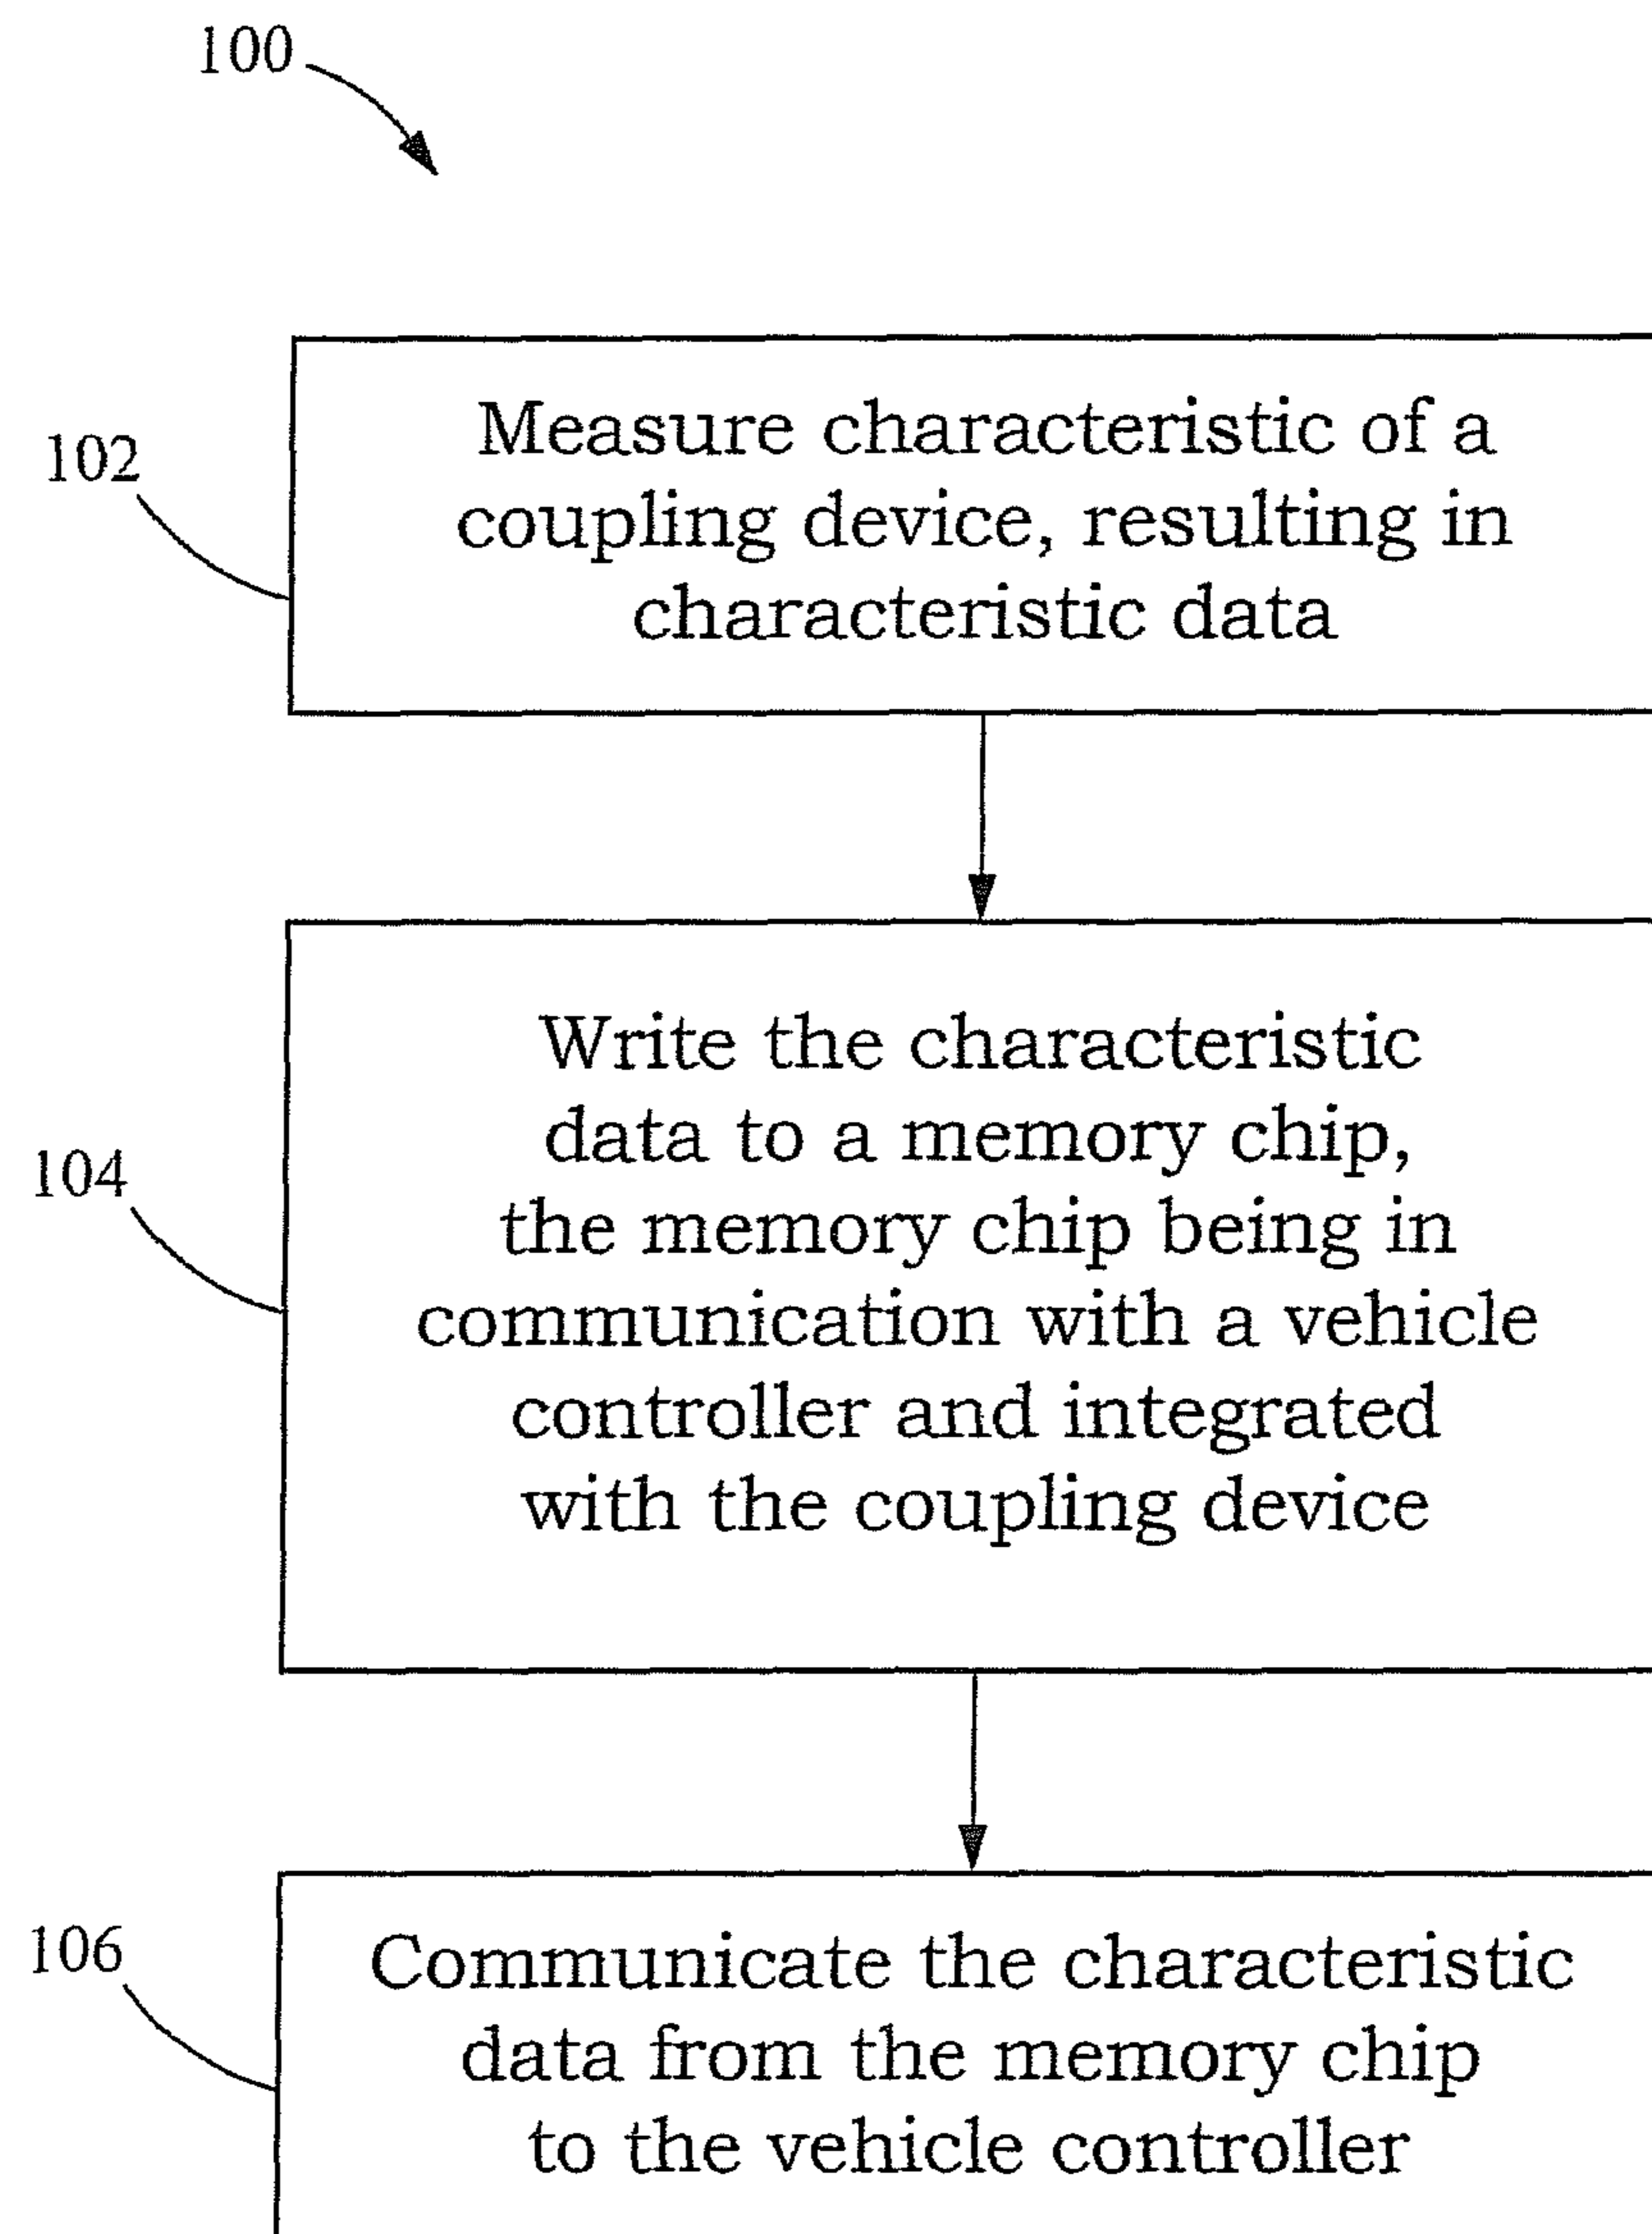 100
102
Measure characteristic of a
coupling device, resulting in
characteristic data
104
Write the characteristic
data to a memory chip,
the memory chip being in
communication with a vehicle
controller and integrated
with the coupling device
106
Communicate the characteristic
data from the memory chip
to the vehicle controller